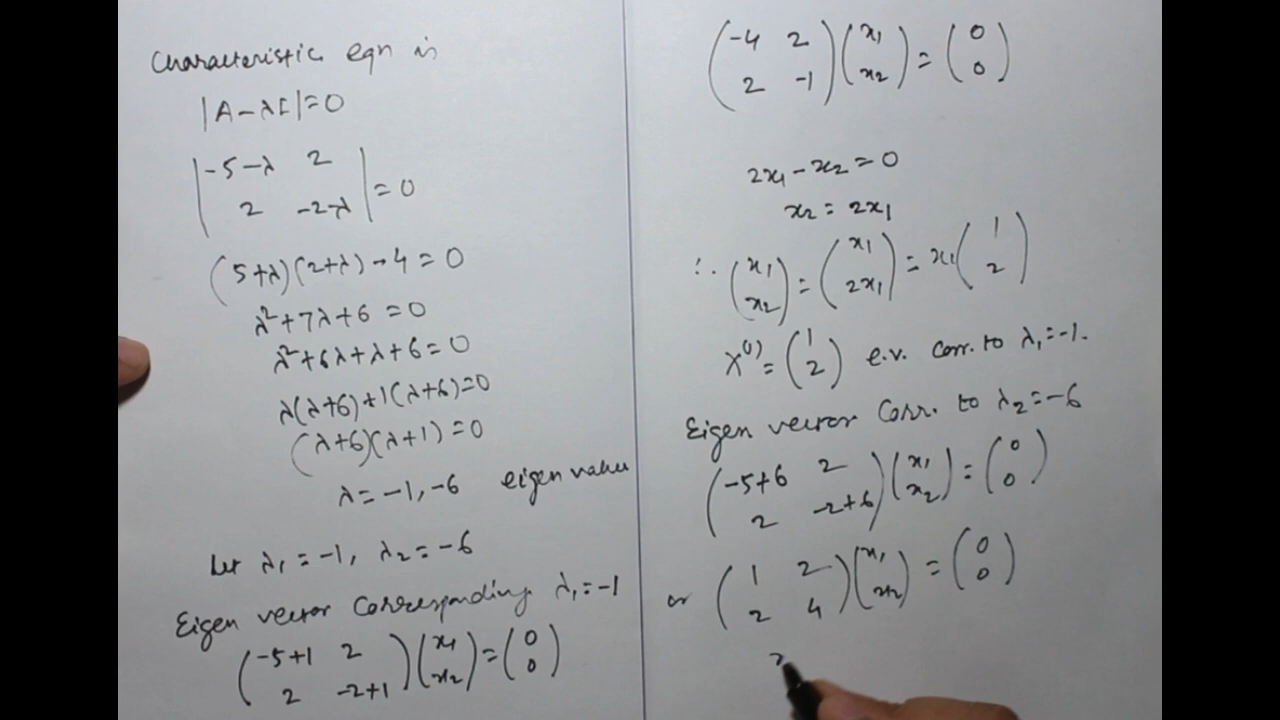 Characteristic eqn is
|A-λI|=0
|-5-λ 2|
|2 -2-λ| = 0
(5+λ)(2+λ)-4=0
λ²+7λ+6=0
λ²+6λ+λ+6=0
λ(λ+6)+1(λ+6)=0
(λ+6)(λ+1)=0
λ=-1,-6 eigen values
Let λ₁=-1, λ₂=-6
Eigen vector corresponding λ₁=-1
(-5+1 2) (x₁) = (0)
(2 -2+1) (x₂) (0)
(-4 2) (x₁) = (0)
(2 -1) (x₂) (0)
2x₁-x₂=0
x₂=2x₁
∴ (x₁) = (x₁) = x₁ (1)
(x₂) (2x₁) (2)
X⁽¹⁾= (1) e.v. corr. to λ₁=-1.
(2)
Eigen vector Corr. to λ₂=-6
(-5+6 2) (x₁) = (0)
(2 -2+6) (x₂) (0)
or (1 2) (x₁) = (0)
(2 4) (x₂) (0)